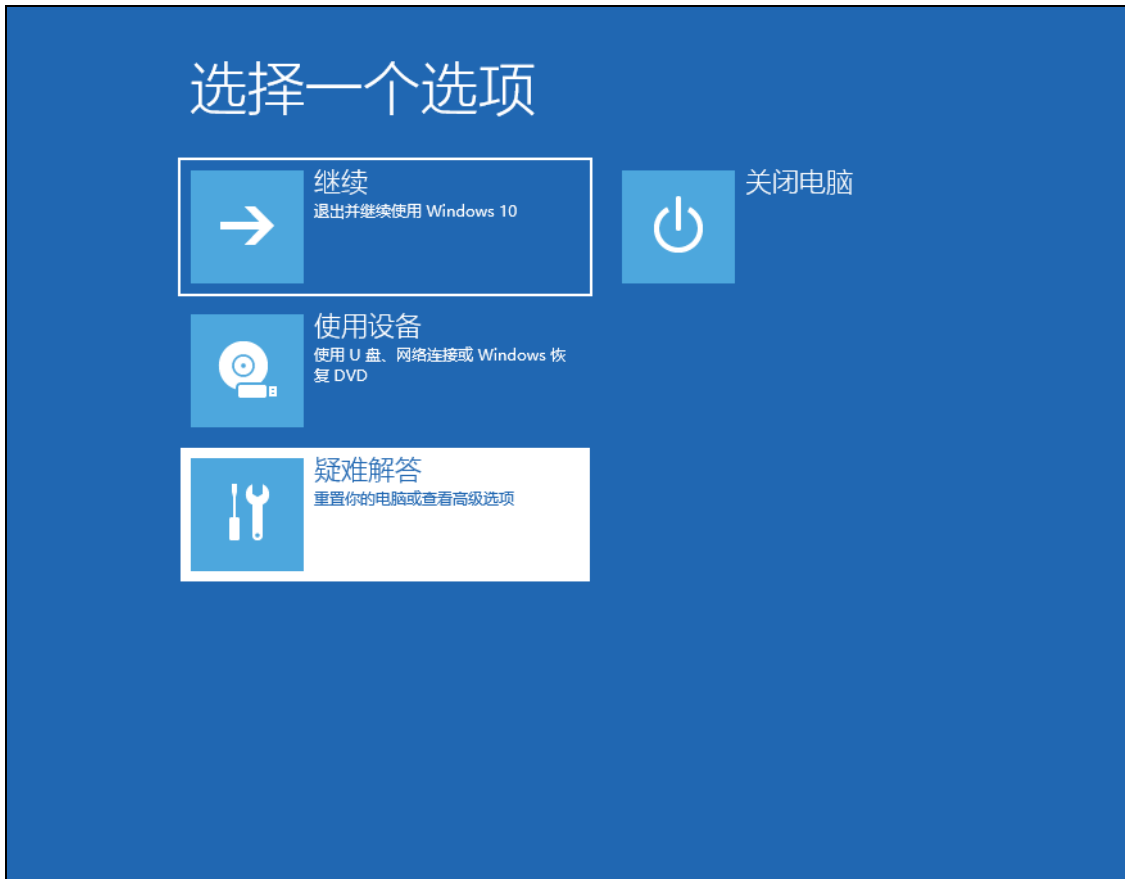 选择一个选项
继续
退出并继续使用 Windows 10
关闭电脑
使用设备
使用 U 盘、网络连接或 Windows 恢
复 DVD
疑难解答
重置你的电脑或查看高级选项